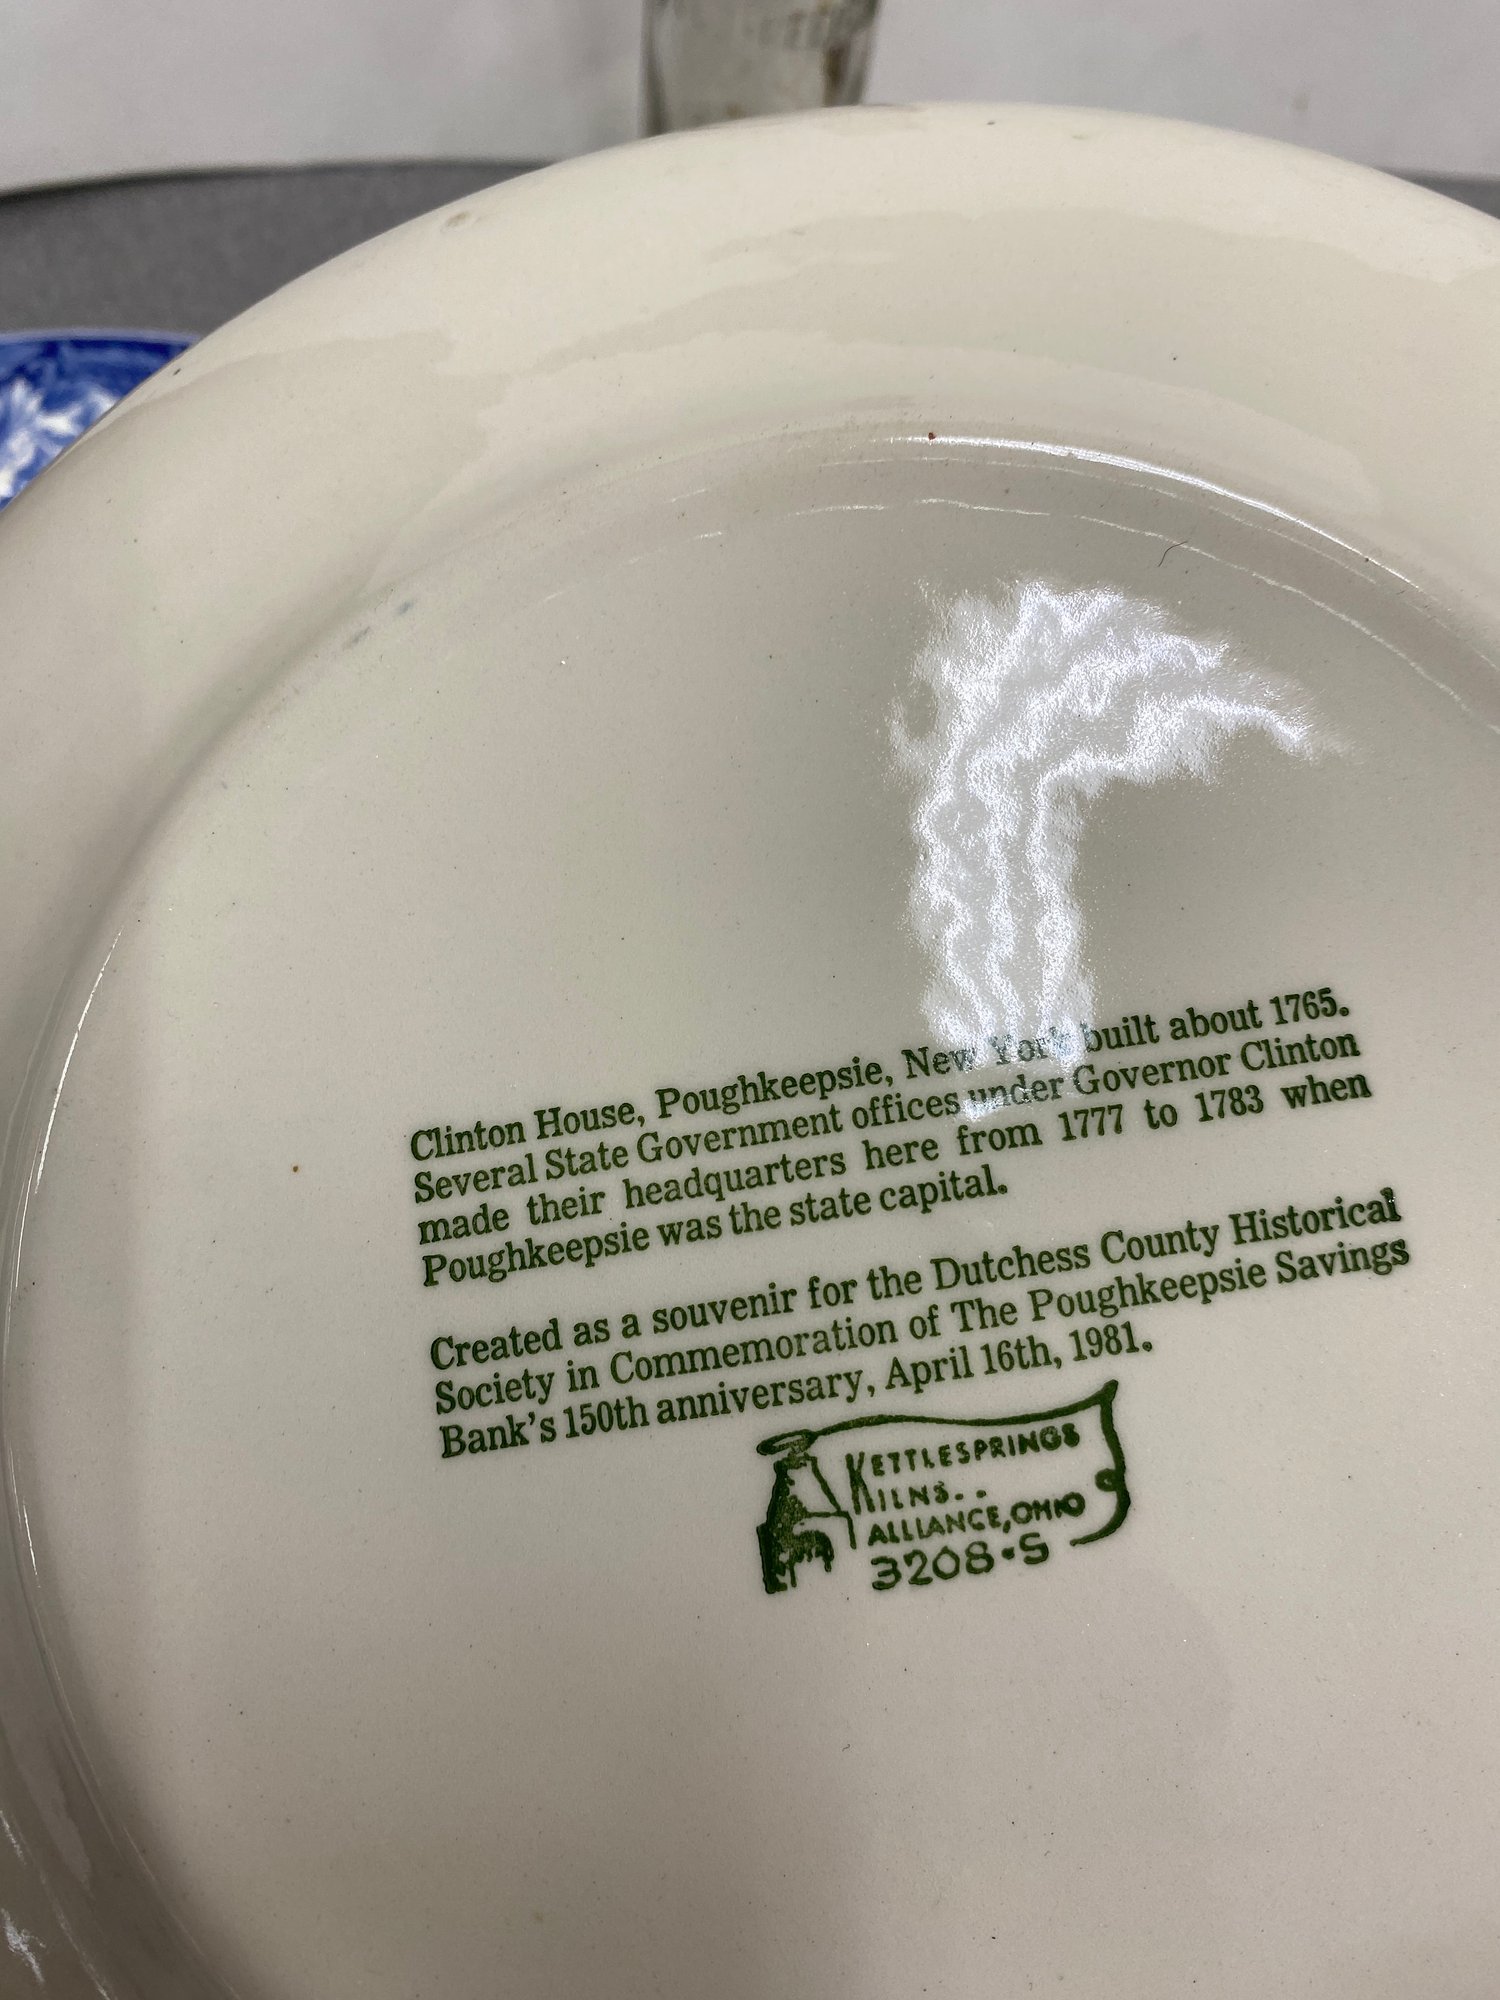 Clinton House, Poughkeepsie, New York built about 1765.
Several State Government offices under Governor Clinton
made their headquarters here from 1777 to 1783 when
Poughkeepsie was the state capital.
Created as a souvenir for the Dutchess County Historical
Society in Commemoration of The Poughkeepsie Savings
Bank's 150th anniversary, April 16th, 1981.
KETTLESPRINGS
KILNS..
ALLIANCE, OHIO
3208-S